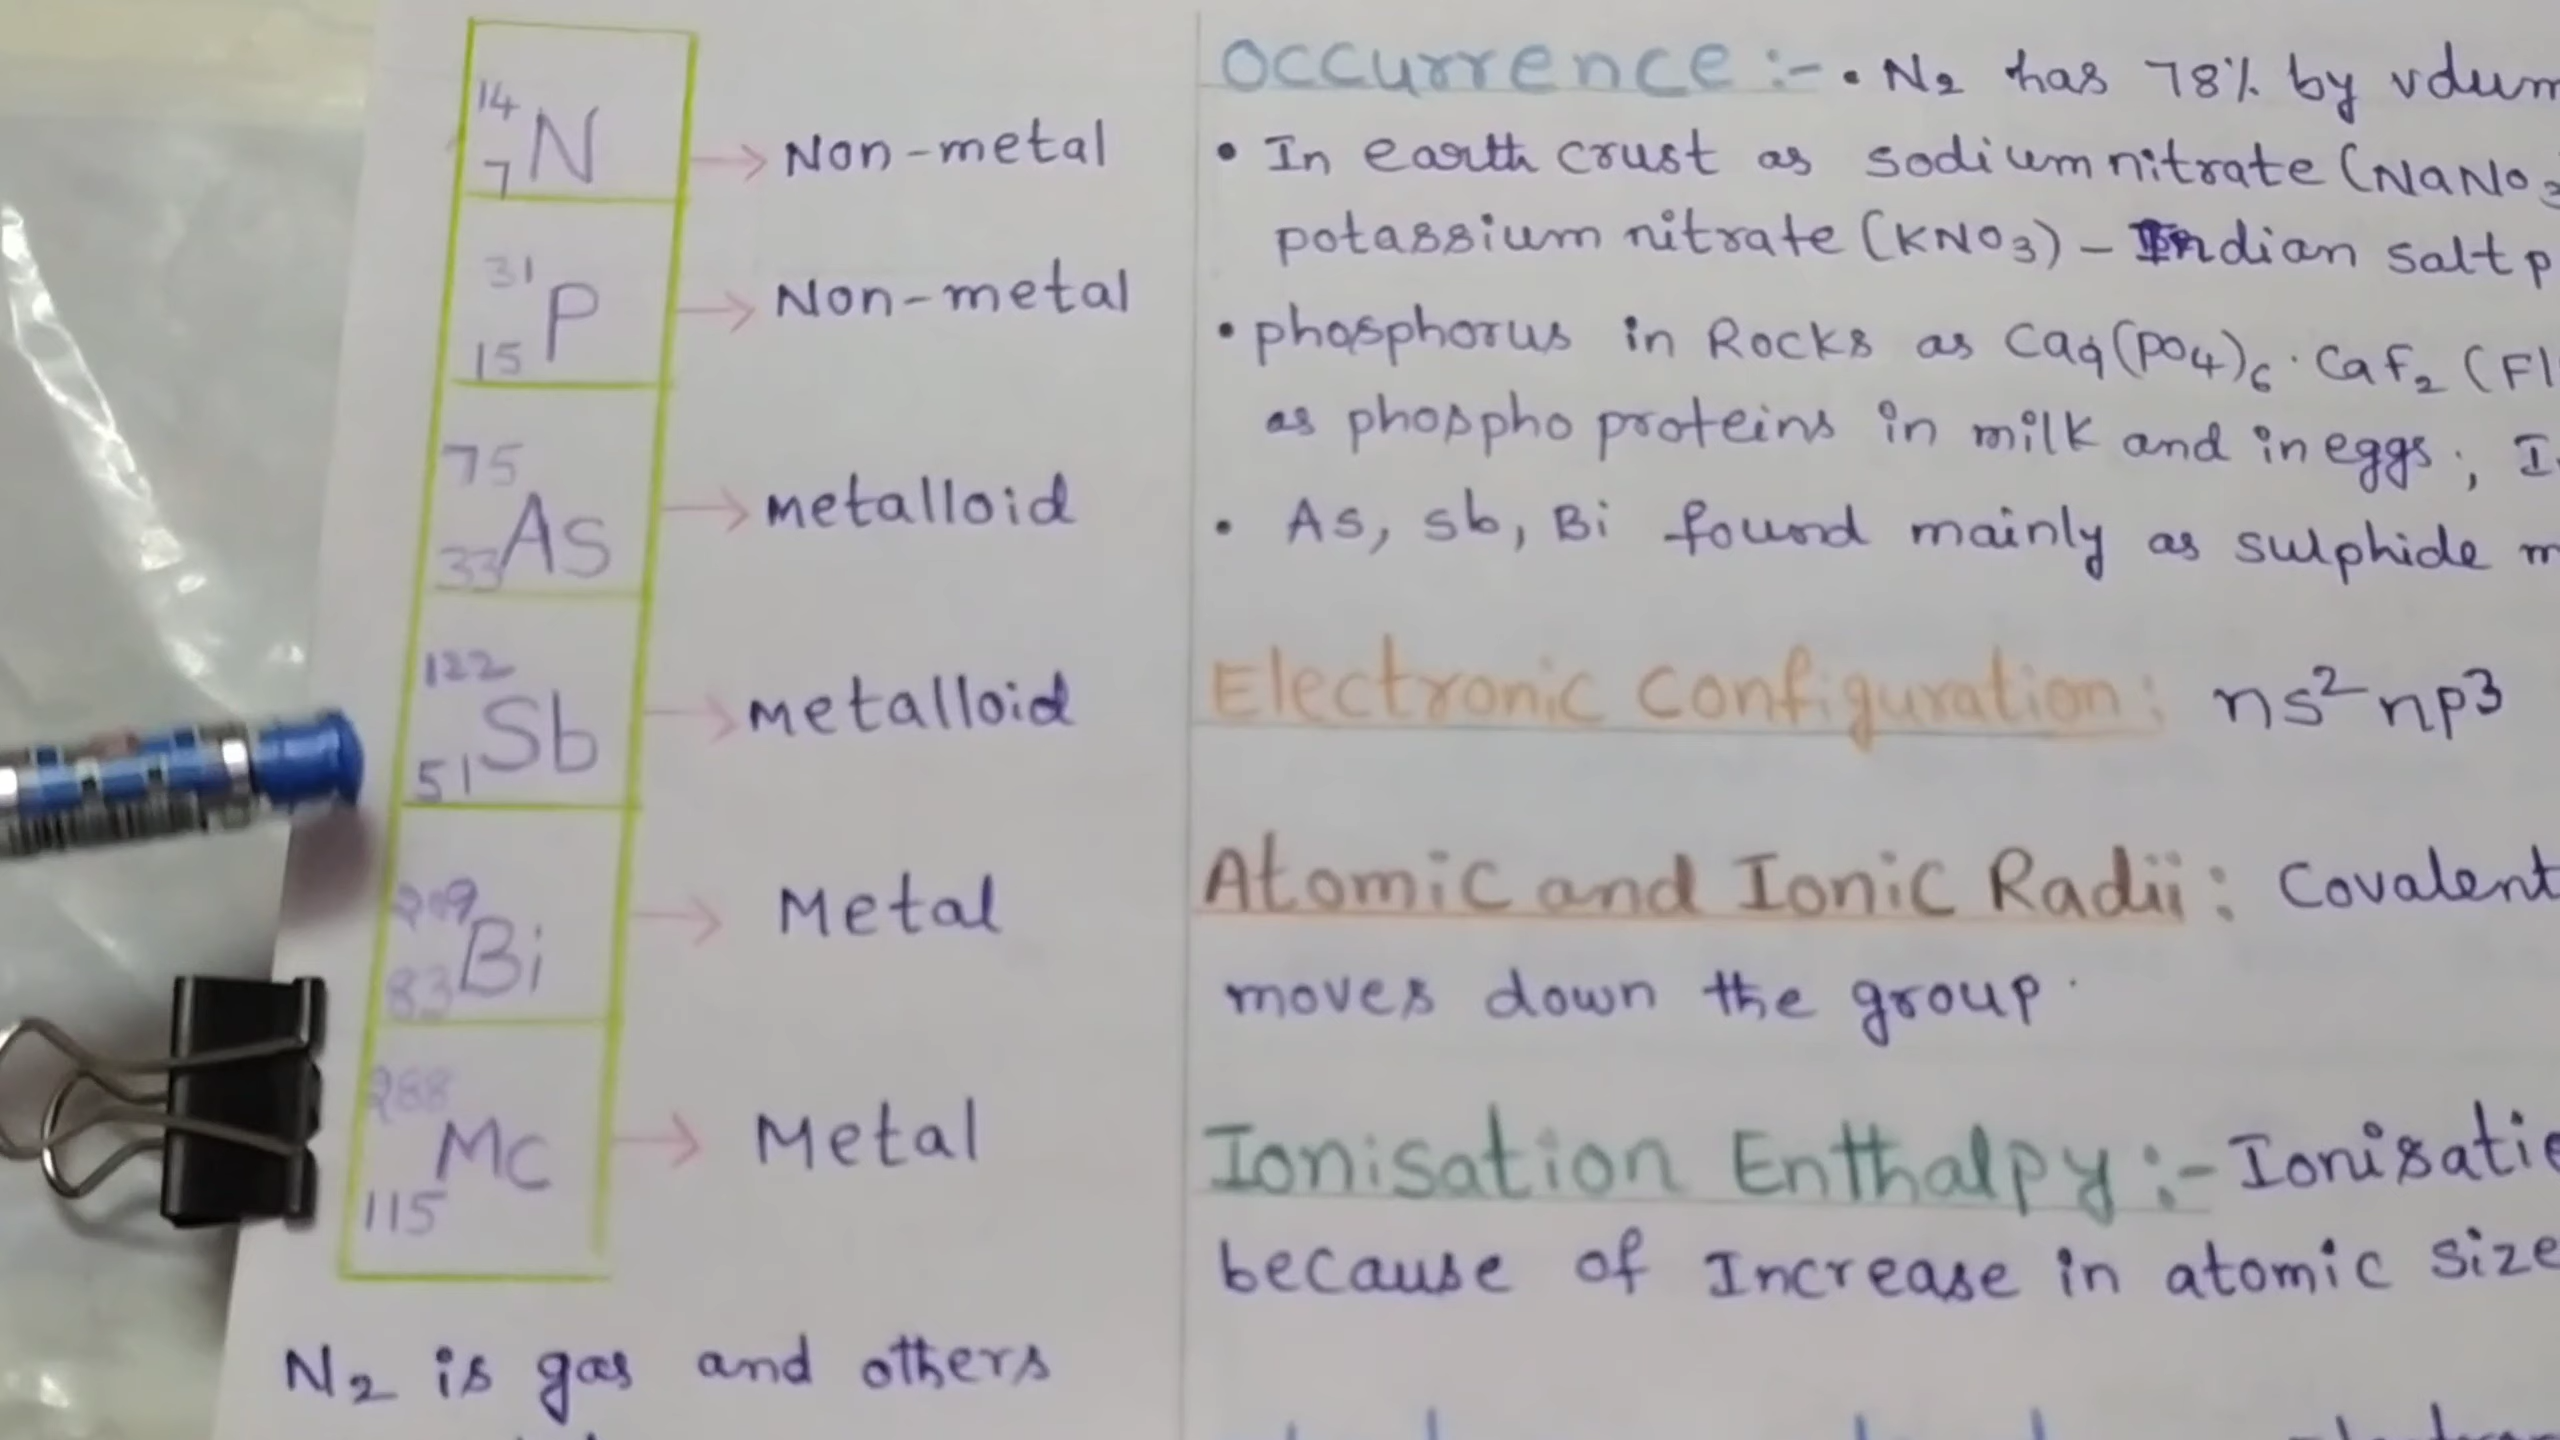 14
7 N → Non-metal
31
15 P → Non-metal
75
33 As → metalloid
122
51 Sb → metalloid
209
83 Bi → Metal
288
115 Mc → Metal
N₂ is gas and others
Occurrence :- • N₂ has 78% by
• In earth crust as sodium nitrate (NaNO₃
potassium nitrate (KNO₃) - Indian salt p
• phosphorus in Rocks as Ca₉(PO₄)₆ · CaF₂ (Fl
as phospho proteins in milk and in eggs ; I
• As, Sb, Bi found mainly as sulphide m
Electronic Configuration : ns² np³
Atomic and Ionic Radii : Covalent
moves down the group ·
Ionisation Enthalpy :- Ionisatio
because of Increase in atomic size